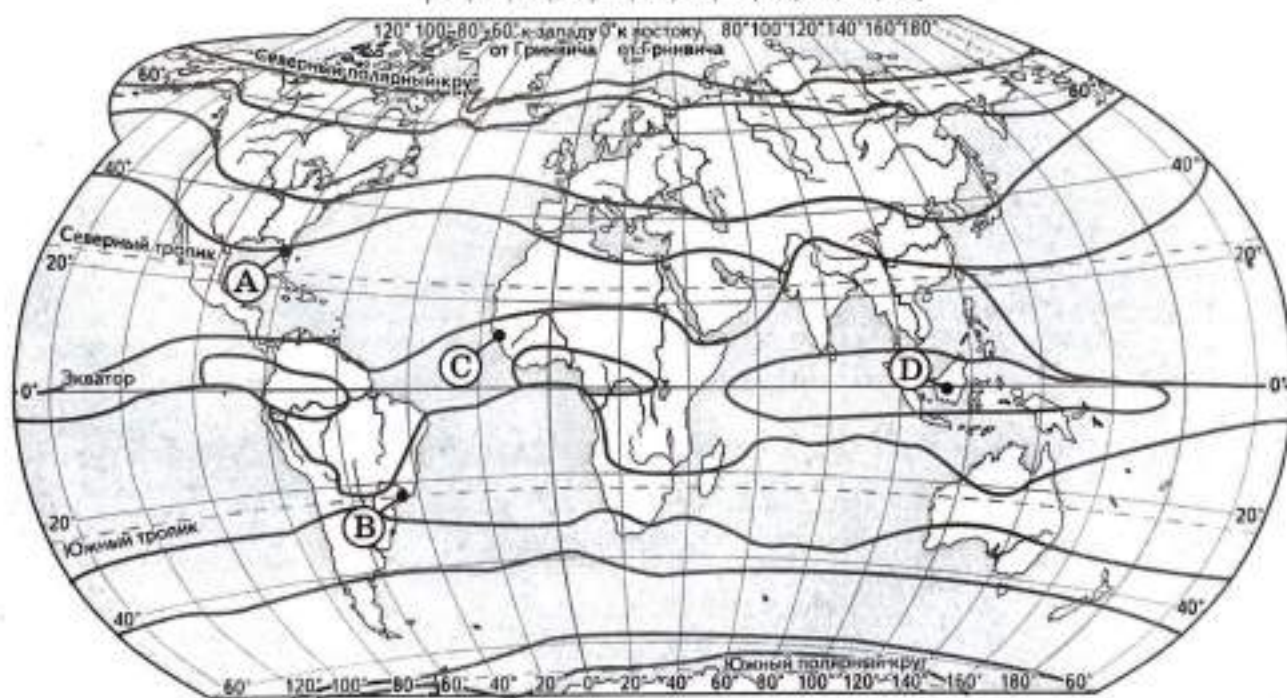 120° 100° 80° 60° к западу 0° к востоку 80° 100° 120° 140° 160° 180°
от Гринвича от Гринвича
Северный полярный круг
60°
60°
40°
40°
Северный тропик
20°
20°
A
C
D
Экватор
0°
0°
B
20°
Южный тропик
20°
40°
40°
Южный полярный круг
60° 120° 100° 80° 60° 40° 20° 0° 20° 40° 60° 80° 100° 120° 140° 160° 60°